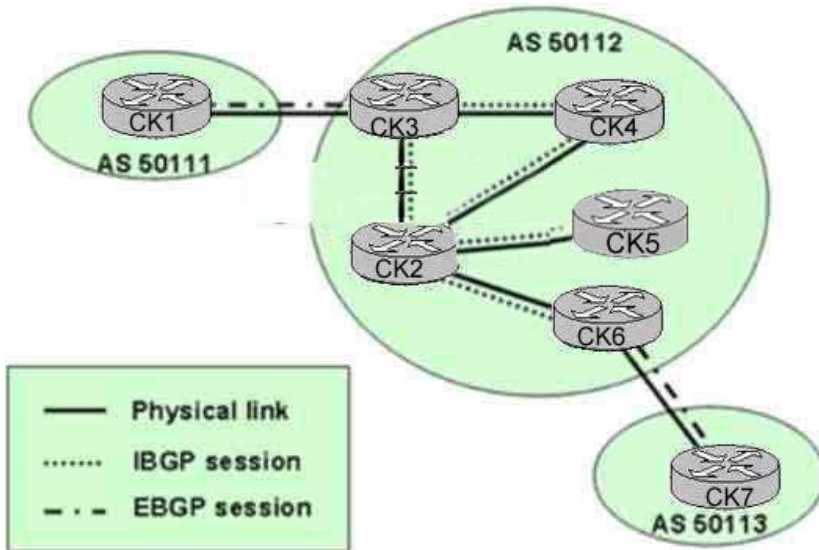 AS 50112
CK1
CK3
CK4
AS 50111
CK5
CK2
CK6
Physical link
IBGP session
EBGP session
CK7
AS 50113